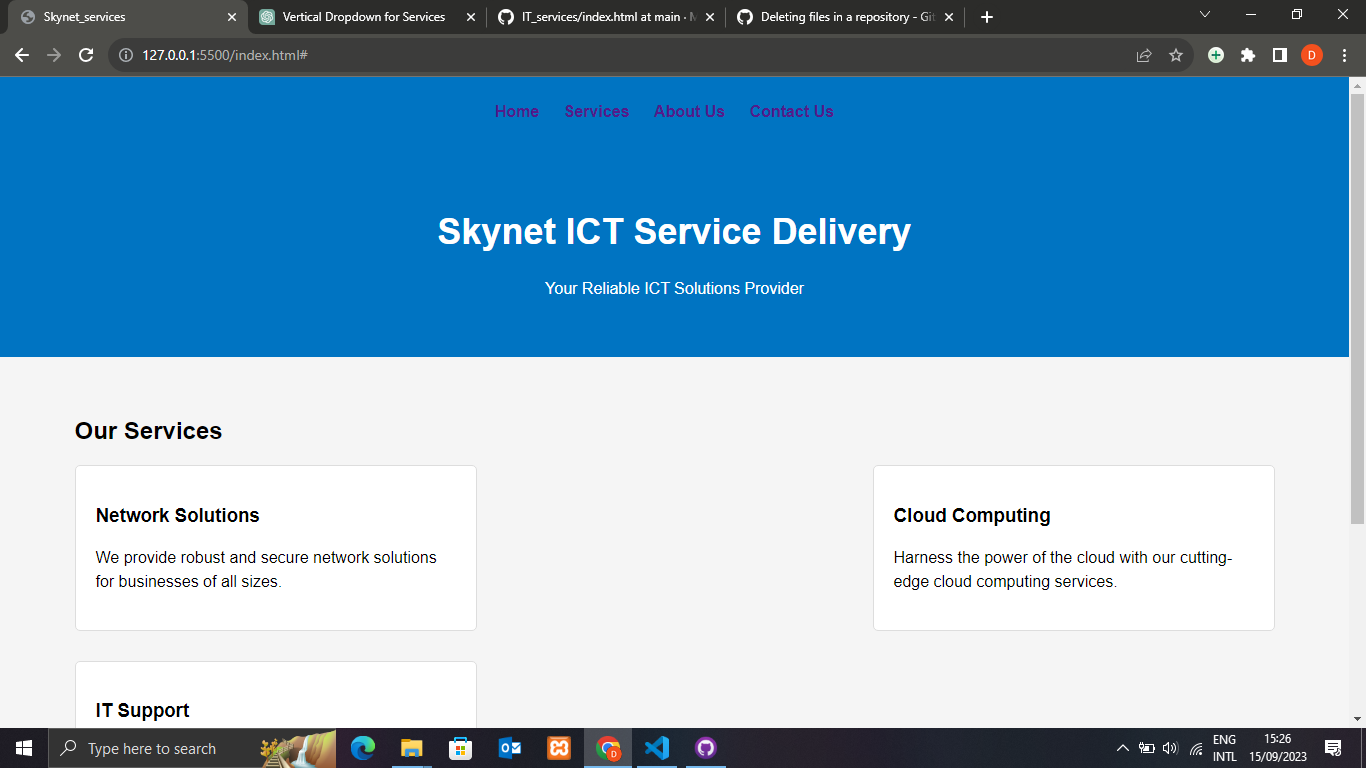 Skynet_services
Vertical Dropdown for Services
IT_services/index.html at main · M
Deleting files in a repository - Git
127.0.0.1:5500/index.html#
D
Home Services About Us Contact Us
Skynet ICT Service Delivery
Your Reliable ICT Solutions Provider
Our Services
Network Solutions
We provide robust and secure network solutions
for businesses of all sizes.
Cloud Computing
Harness the power of the cloud with our cutting-
edge cloud computing services.
IT Support
Type here to search
ENG
INTL
15:26
15/09/2023